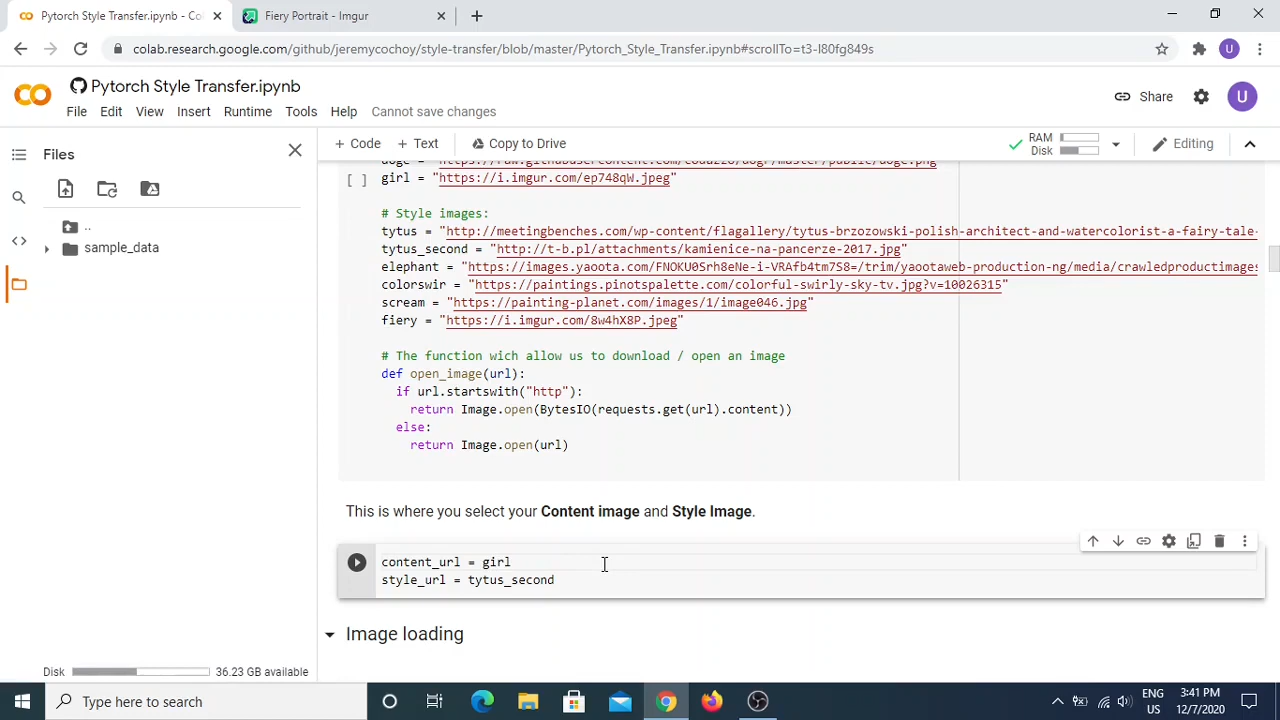 Pytorch Style Transfer.ipynb - Co
Fiery Portrait - Imgur
colab.research.google.com/github/jeremycochoy/style-transfer/blob/master/Pytorch_Style_Transfer.ipynb#scrollTo=t3-l80fg849s
U
Pytorch Style Transfer.ipynb
File Edit View Insert Runtime Tools Help Cannot save changes
Share
U
Files
+ Code + Text
Copy to Drive
RAM
Disk
Editing
..
sample_data
Disk
36.23 GB available
[ ]
girl = "https://i.imgur.com/ep748qW.jpeg"
# Style images:
tytus = "http://meetingbenches.com/wp-content/flagallery/tytus-brzozowski-polish-architect-and-watercolorist-a-fairy-tale-
tytus_second = "http://t-b.pl/attachments/kamienice-na-pancerze-2017.jpg"
elephant = "https://images.yaoota.com/FNOKU0Srh8eNe-i-VRAfb4tm7S8=/trim/yaootaweb-production-ng/media/crawledproductimages
colorswir = "https://paintings.pinotspalette.com/colorful-swirly-sky-tv.jpg?v=10026315"
scream = "https://painting-planet.com/images/1/image046.jpg"
fiery = "https://i.imgur.com/8w4hX8P.jpeg"
# The function wich allow us to download / open an image
def open_image(url):
if url.startswith("http"):
return Image.open(BytesIO(requests.get(url).content))
else:
return Image.open(url)
This is where you select your Content image and Style Image.
content_url = girl
style_url = tytus_second
Image loading
Type here to search
ENG
US
3:41 PM
12/7/2020